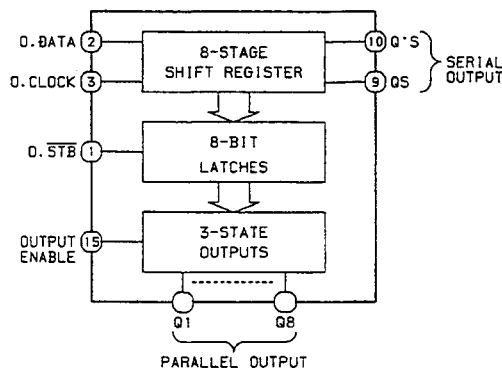 O.DATA 2
8-STAGE
SHIFT REGISTER
10 Q'S
SERIAL
OUTPUT
O.CLOCK 3
9 QS
O.STB 1
8-BIT
LATCHES
OUTPUT
ENABLE
15
3-STATE
OUTPUTS
Q1
Q8
PARALLEL OUTPUT